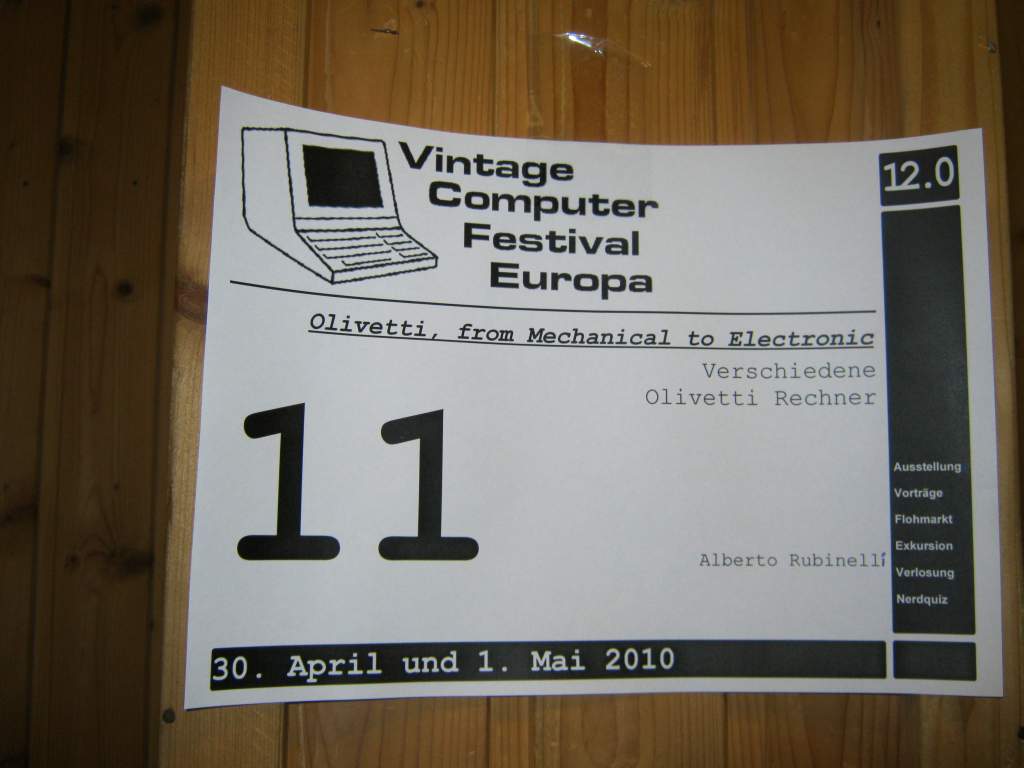 Vintage
Computer
Festival
Europa
12.0
Olivetti, from Mechanical to Electronic
Verschiedene
Olivetti Rechner
11
Alberto Rubinelli
Ausstellung
Vorträge
Flohmarkt
Exkursion
Verlosung
Nerdquiz
30. April und 1. Mai 2010